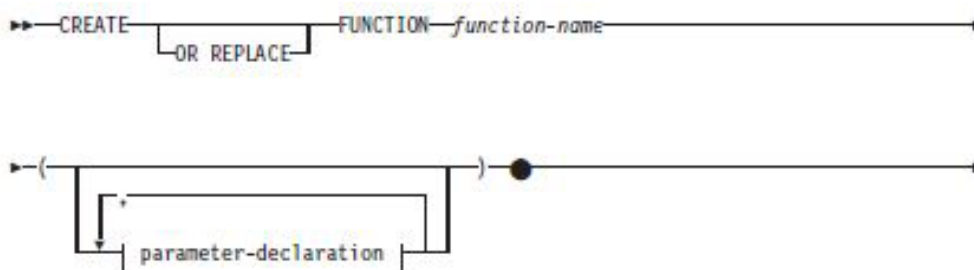 CREATE FUNCTION function-name
OR REPLACE
( )
,
parameter-declaration